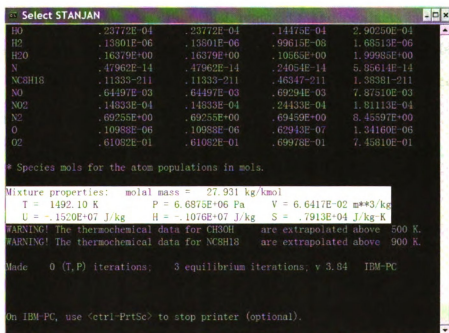 Select STANJAN
HO .23772E-04 .23772E-04 .14475E-04 2.90250E-04
H2 .13801E-06 .13801E-06 .99615E-08 1.68513E-06
H2O .16379E+00 .16379E+00 .10565E+00 1.99985E+00
N .47962E-14 .47962E-14 .24054E-14 5.85614E-14
NC8H18 .11333-211 .11333-211 .46347-211 1.38381-210
NO .64497E-03 .64497E-03 .69294E-03 7.87510E-03
NO2 .14833E-04 .14833E-04 .24433E-04 1.81113E-04
N2 .69255E+00 .69255E+00 .69459E+00 8.45597E+00
O .10988E-06 .10988E-06 .62943E-07 1.34160E-06
O2 .61082E-01 .61082E-01 .69978E-01 7.45810E-01
* Species mols for the atom populations in mols.
Mixture properties: molal mass = 27.931 kg/kmol
T = 1492.10 K P = 6.6875E+06 Pa V = 6.6417E-02 m**3/kg
U = -.1520E+07 J/kg H = -.1076E+07 J/kg S = .7913E+04 J/kg-K
WARNING! The thermochemical data for CH3OH are extrapolated above 500 K.
WARNING! The thermochemical data for NC8H18 are extrapolated above 900 K.
Made 0 (T,P) iterations; 3 equilibrium iterations; v 3.84 IBM-PC
On IBM-PC, use <ctrl-PrtSc> to stop printer (optional).